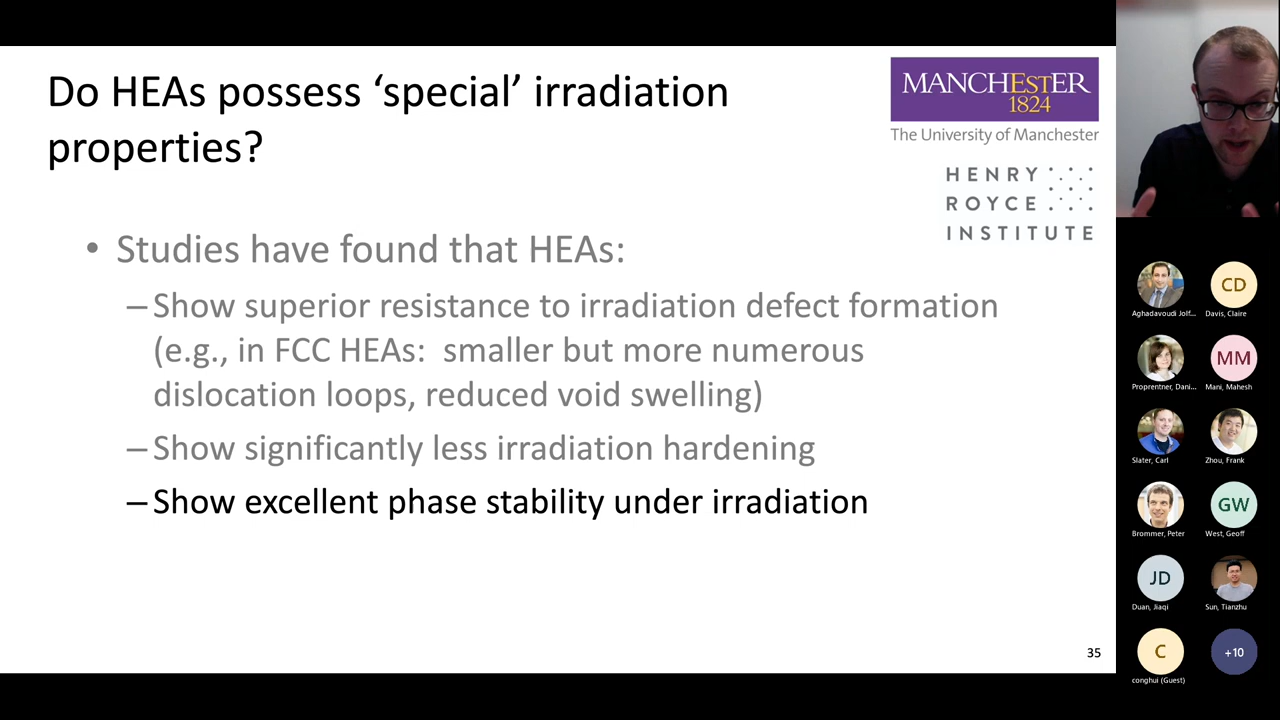 Do HEAs possess ‘special’ irradiation
properties?
MANCHESTER
1824
The University of Manchester
HENRY
ROYCE
INSTITUTE
• Studies have found that HEAs:
– Show superior resistance to irradiation defect formation
(e.g., in FCC HEAs: smaller but more numerous
dislocation loops, reduced void swelling)
– Show significantly less irradiation hardening
– Show excellent phase stability under irradiation
35
CD
Aghadavoudi Jolf...
Davis, Claire
MM
Proprentner, Dani...
Mani, Mahesh
Slater, Carl
Zhou, Frank
GW
Brommer, Peter
West, Geoff
JD
Duan, Jiaqi
Sun, Tianzhu
C
+10
conghui (Guest)